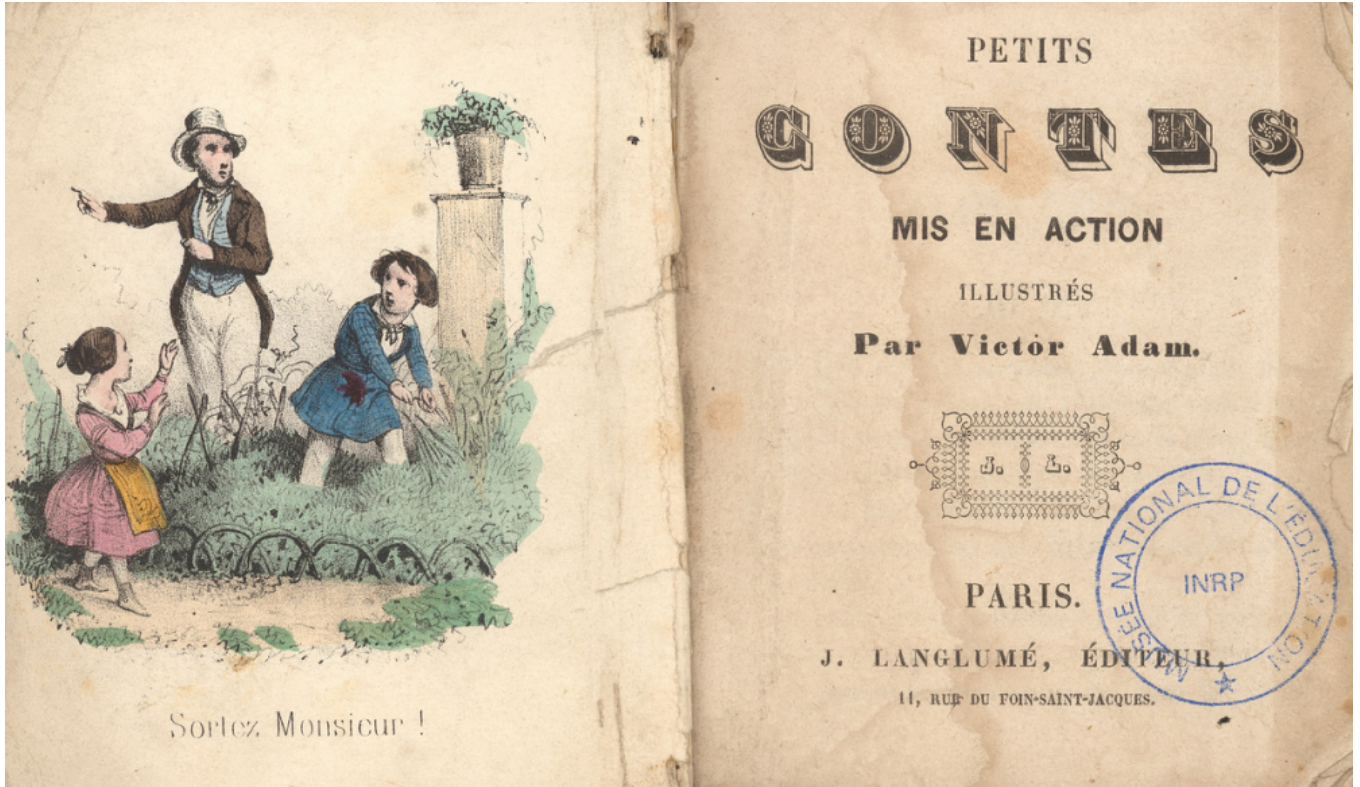 Sortez Monsieur !
PETITS
CONTES
MIS EN ACTION
ILLUSTRÉS
Par Victor Adam.
J. L.
PARIS.
J. LANGLUMÉ, ÉDITEUR,
11, RUE DU FOIN-SAINT-JACQUES.
MUSÉE NATIONAL DE L'ÉDUCATION
INRP